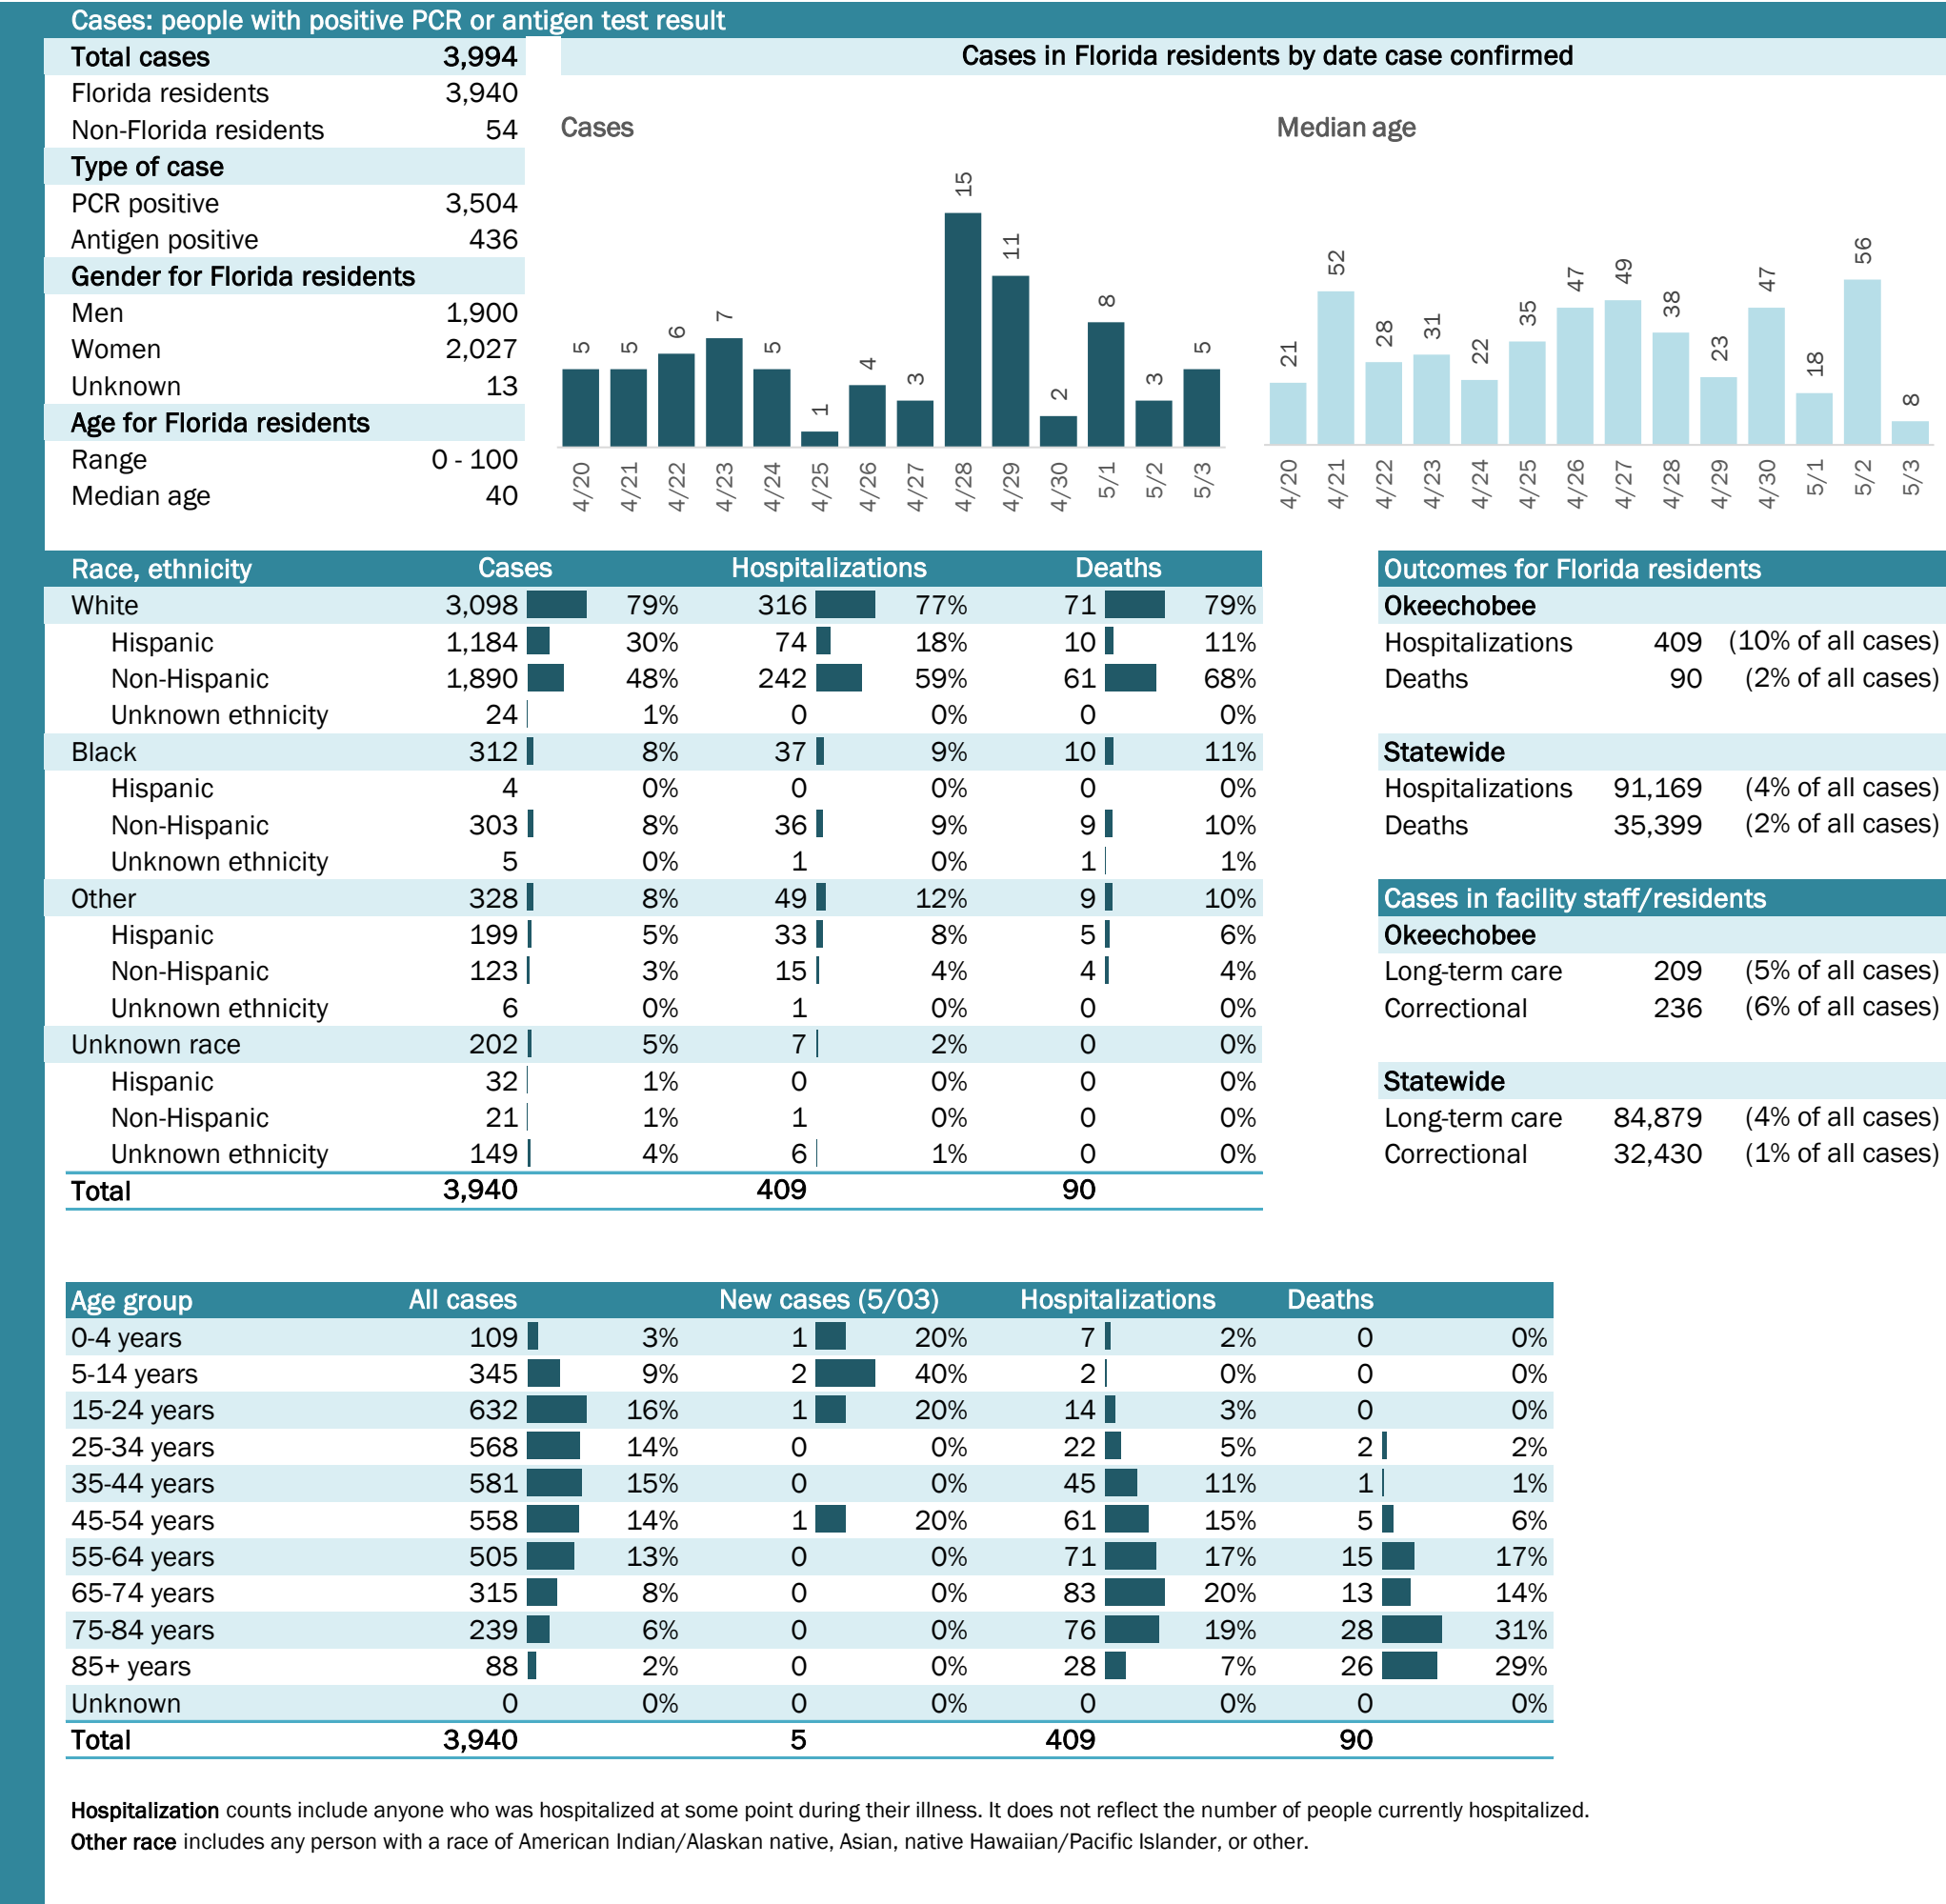 Cases: people with positive PCR or antigen test result
Total cases 3,994
Florida residents 3,940
Non-Florida residents 54
Type of case
PCR positive 3,504
Antigen positive 436
Gender for Florida residents
Men 1,900
Women 2,027
Unknown 13
Age for Florida residents
Range 0 - 100
Median age 40
Cases in Florida residents by date case confirmed
Cases
5 5 6 7 5 1 4 3 15 11 2 8 3 5
4/20 4/21 4/22 4/23 4/24 4/25 4/26 4/27 4/28 4/29 4/30 5/1 5/2 5/3
Median age
21 52 28 31 22 35 47 49 38 23 47 18 56 8
4/20 4/21 4/22 4/23 4/24 4/25 4/26 4/27 4/28 4/29 4/30 5/1 5/2 5/3
Race, ethnicity Cases Hospitalizations Deaths
White 3,098 79% 316 77% 71 79%
Hispanic 1,184 30% 74 18% 10 11%
Non-Hispanic 1,890 48% 242 59% 61 68%
Unknown ethnicity 24 1% 0 0% 0 0%
Black 312 8% 37 9% 10 11%
Hispanic 4 0% 0 0% 0 0%
Non-Hispanic 303 8% 36 9% 9 10%
Unknown ethnicity 5 0% 1 0% 1 1%
Other 328 8% 49 12% 9 10%
Hispanic 199 5% 33 8% 5 6%
Non-Hispanic 123 3% 15 4% 4 4%
Unknown ethnicity 6 0% 1 0% 0 0%
Unknown race 202 5% 7 2% 0 0%
Hispanic 32 1% 0 0% 0 0%
Non-Hispanic 21 1% 1 0% 0 0%
Unknown ethnicity 149 4% 6 1% 0 0%
Total 3,940 409 90
Outcomes for Florida residents
Okeechobee
Hospitalizations 409 (10% of all cases)
Deaths 90 (2% of all cases)
Statewide
Hospitalizations 91,169 (4% of all cases)
Deaths 35,399 (2% of all cases)
Cases in facility staff/residents
Okeechobee
Long-term care 209 (5% of all cases)
Correctional 236 (6% of all cases)
Statewide
Long-term care 84,879 (4% of all cases)
Correctional 32,430 (1% of all cases)
Age group All cases New cases (5/03) Hospitalizations Deaths
0-4 years 109 3% 1 20% 7 2% 0 0%
5-14 years 345 9% 2 40% 2 0% 0 0%
15-24 years 632 16% 1 20% 14 3% 0 0%
25-34 years 568 14% 0 0% 22 5% 2 2%
35-44 years 581 15% 0 0% 45 11% 1 1%
45-54 years 558 14% 1 20% 61 15% 5 6%
55-64 years 505 13% 0 0% 71 17% 15 17%
65-74 years 315 8% 0 0% 83 20% 13 14%
75-84 years 239 6% 0 0% 76 19% 28 31%
85+ years 88 2% 0 0% 28 7% 26 29%
Unknown 0 0% 0 0% 0 0% 0 0%
Total 3,940 5 409 90
Hospitalization counts include anyone who was hospitalized at some point during their illness. It does not reflect the number of people currently hospitalized.
Other race includes any person with a race of American Indian/Alaskan native, Asian, native Hawaiian/Pacific Islander, or other.